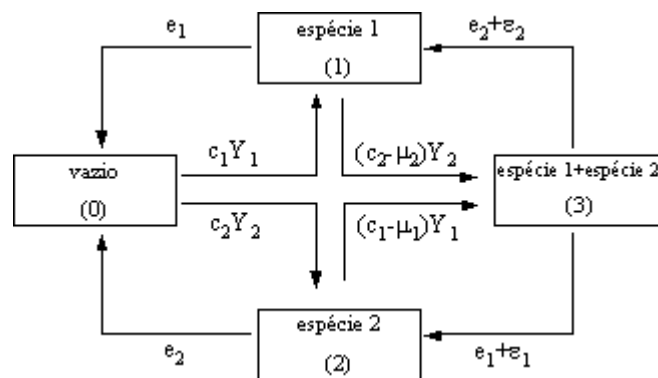 espécie 1
(1)
e₁
e₂+ε₂
vazio
(0)
c₁Y₁
(c₂-μ₂)Y₂
espécie 1+espécie 2
(3)
c₂Y₂
(c₁-μ₁)Y₁
espécie 2
(2)
e₂
e₁+ε₁